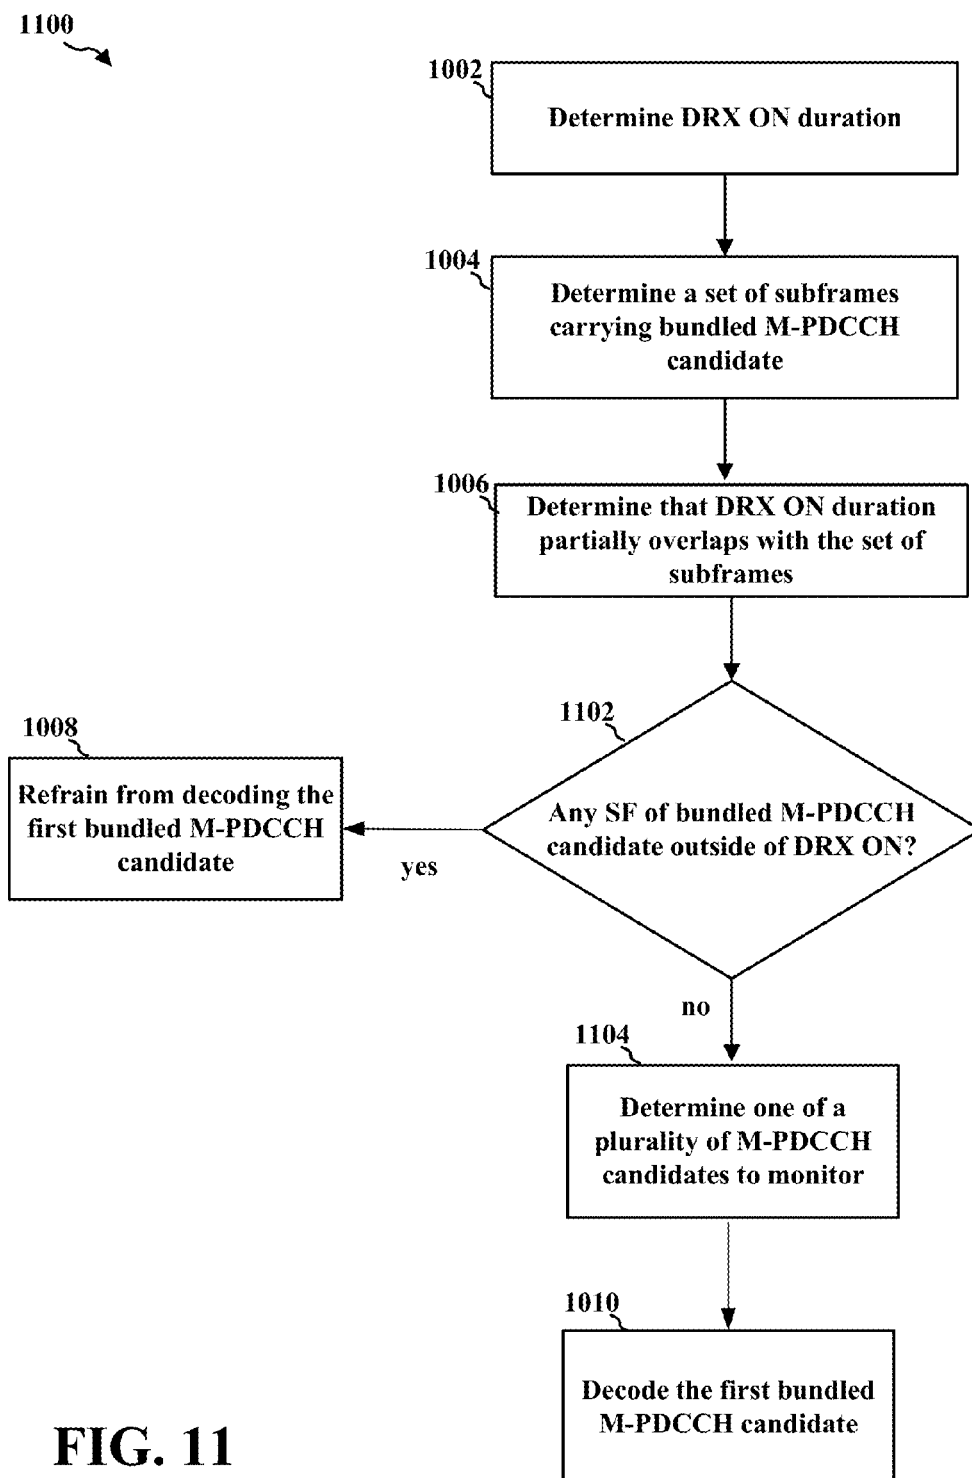 1100
1002
Determine DRX ON duration
1004
Determine a set of subframes
carrying bundled M-PDCCH
candidate
1006
Determine that DRX ON duration
partially overlaps with the set of
subframes
1102
Any SF of bundled M-PDCCH
candidate outside of DRX ON?
1008
Refrain from decoding the
first bundled M-PDCCH
candidate
yes
no
1104
Determine one of a
plurality of M-PDCCH
candidates to monitor
1010
Decode the first bundled
M-PDCCH candidate
FIG. 11